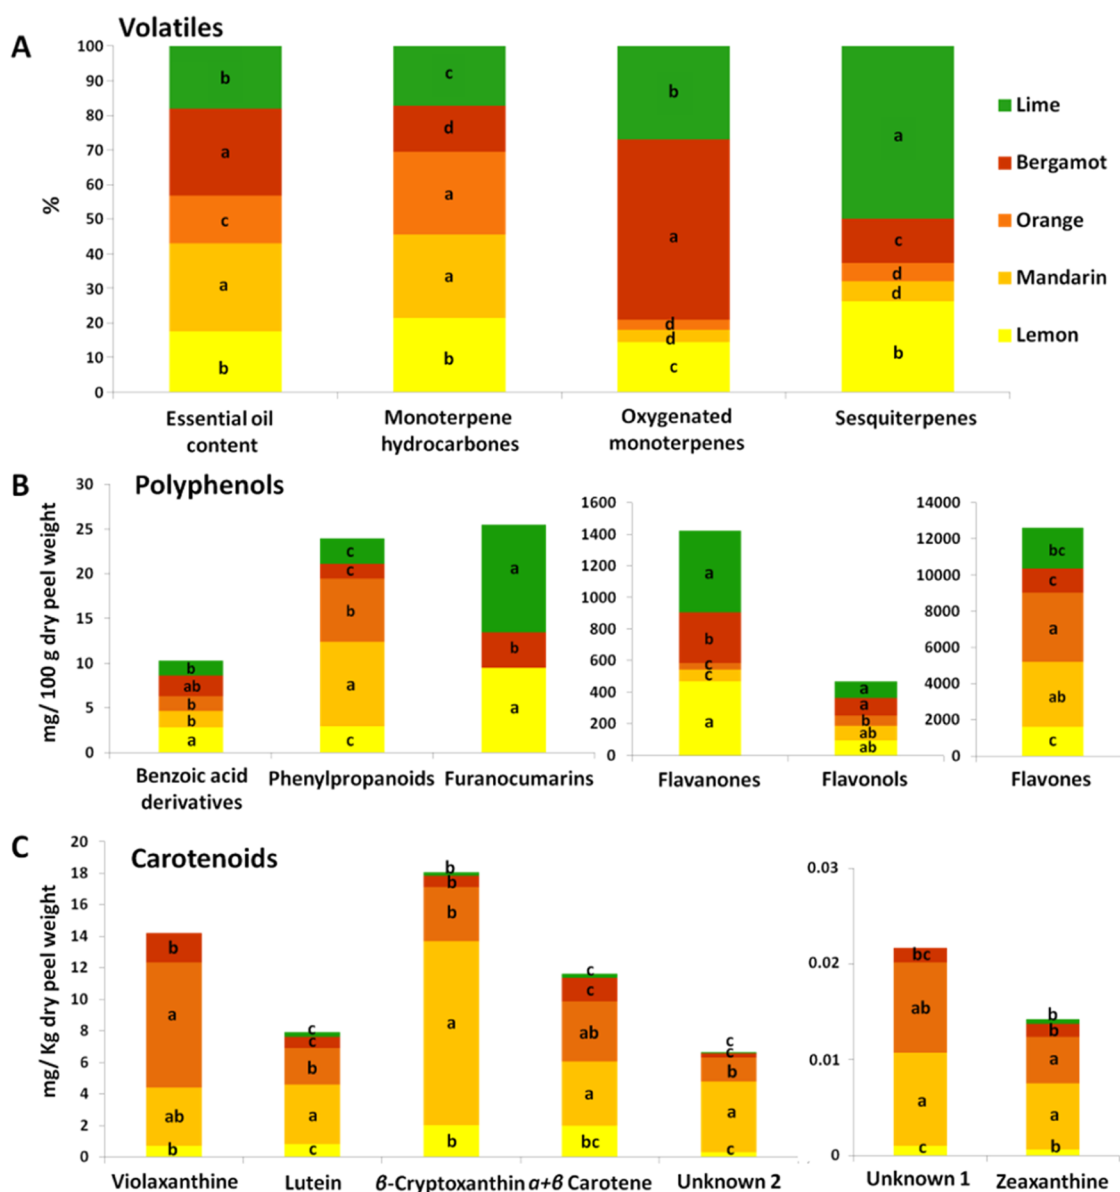 A
Volatiles
%
100
90
80
70
60
50
40
30
20
10
0
b
a
c
a
b
c
d
a
a
b
b
a
d
d
c
a
c
d
d
b
Essential oil
content
Monoterpene
hydrocarbones
Oxygenated
monoterpenes
Sesquiterpenes
Lime
Bergamot
Orange
Mandarin
Lemon
B
Polyphenols
mg/ 100 g dry peel weight
30
25
20
15
10
5
0
b
ab
b
b
a
c
c
b
a
c
a
b
a
Benzoic acid
derivatives
Phenylpropanoids
Furanocumarins
1600
1400
1200
1000
800
600
400
200
0
a
b
c
c
a
a
a
b
ab
ab
Flavanones
Flavonols
14000
12000
10000
8000
6000
4000
2000
0
bc
c
a
ab
c
Flavones
C
Carotenoids
mg/ Kg dry peel weight
20
18
16
14
12
10
8
6
4
2
0
b
a
ab
b
c
c
b
a
c
b
b
b
a
b
c
c
ab
a
bc
c
c
b
a
c
Violaxanthine
Lutein
β-Cryptoxanthin
α+β Carotene
Unknown 2
0.03
0.02
0.01
0
bc
ab
a
c
b
b
a
a
b
Unknown 1
Zeaxanthine